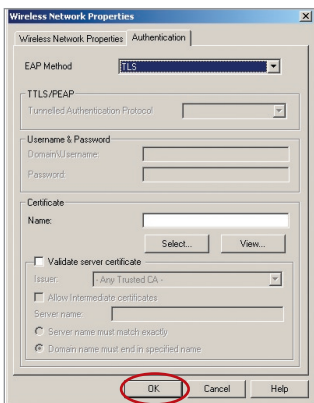 Wireless Network Properties
Wireless Network Properties Authentication
EAP Method TLS
TTLS/PEAP
Tunnelled Authentication Protocol
Username & Password
Domain\Username:
Password:
Certificate
Name:
Select... View...
Validate server certificate
Issuer: - Any Trusted CA -
Allow Intermediate certificates
Server name:
Server name must match exactly
Domain name must end in specified name
OK Cancel Help